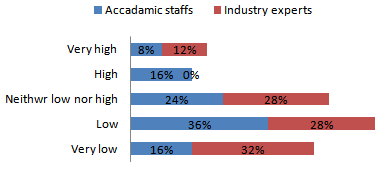 Accadamic staffs Industry experts
Very high 8% 12%
High 16% 0%
Neithwr low nor high 24% 28%
Low 36% 28%
Very low 16% 32%